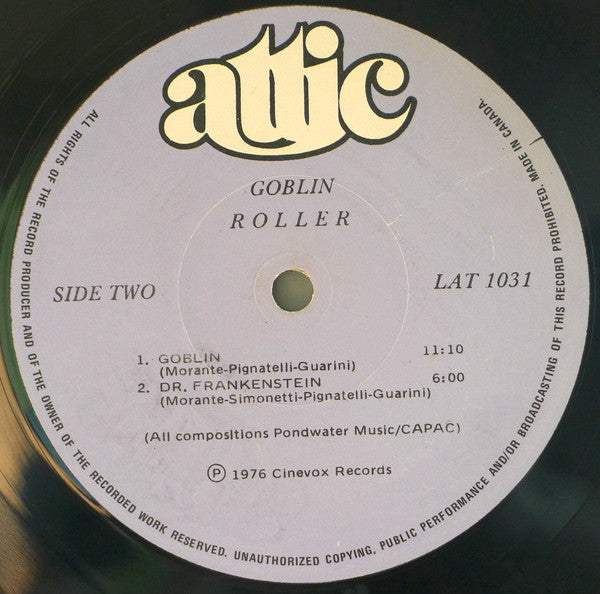 attic
GOBLIN
ROLLER
SIDE TWO
LAT 1031
1. GOBLIN 11:10
(Morante-Pignatelli-Guarini)
2. DR. FRANKENSTEIN 6:00
(Morante-Simonetti-Pignatelli-Guarini)
(All compositions Pondwater Music/CAPAC)
Ⓟ 1976 Cinevox Records
ALL RIGHTS OF THE RECORD PRODUCER AND OF THE OWNER OF THE RECORDED WORK RESERVED. UNAUTHORIZED COPYING, PUBLIC PERFORMANCE AND/OR BROADCASTING OF THIS RECORD PROHIBITED. MADE IN CANADA.